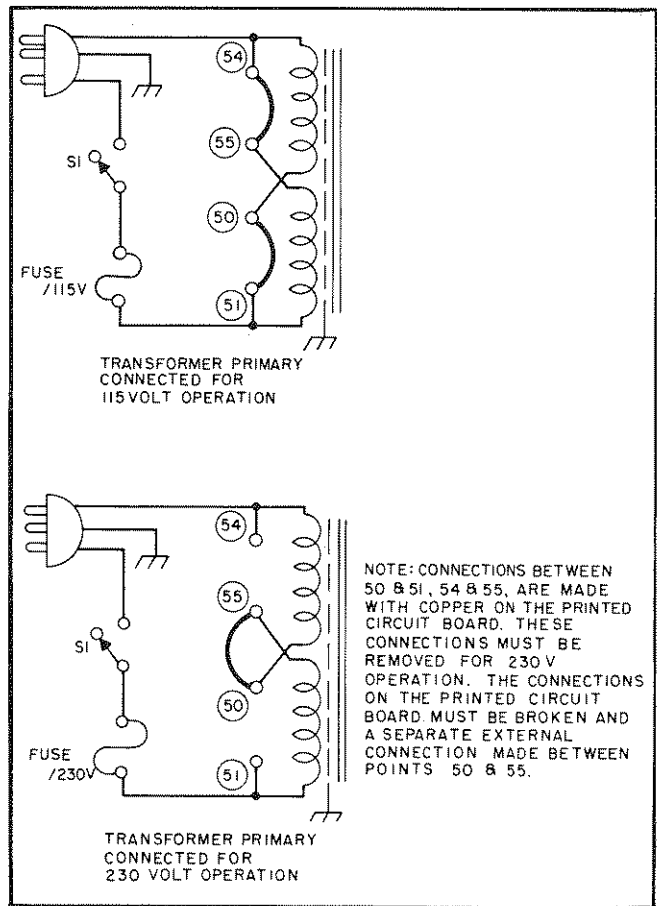 54
55
S1
50
FUSE
/115V
51
TRANSFORMER PRIMARY
CONNECTED FOR
115 VOLT OPERATION
54
55
S1
50
FUSE
/230V
51
NOTE: CONNECTIONS BETWEEN
50 & 51, 54 & 55, ARE MADE
WITH COPPER ON THE PRINTED
CIRCUIT BOARD. THESE
CONNECTIONS MUST BE
REMOVED FOR 230 V
OPERATION. THE CONNECTIONS
ON THE PRINTED CIRCUIT
BOARD MUST BE BROKEN AND
A SEPARATE EXTERNAL
CONNECTION MADE BETWEEN
POINTS 50 & 55.
TRANSFORMER PRIMARY
CONNECTED FOR
230 VOLT OPERATION